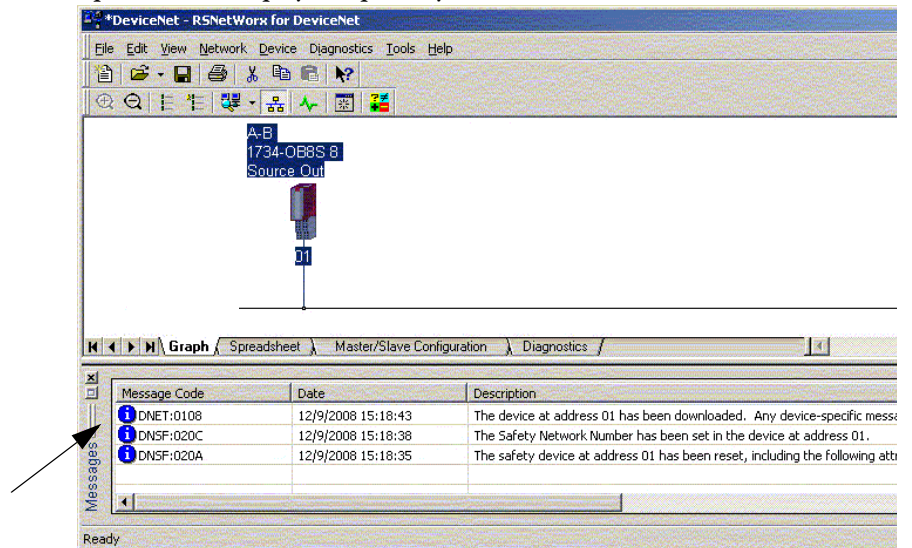 *DeviceNet - RSNetWorx for DeviceNet
File Edit View Network Device Diagnostics Tools Help
A-B
1734-OB8S 8
Source Out
01
Graph Spreadsheet Master/Slave Configuration Diagnostics
Message Code Date Description
DNET:0108 12/9/2008 15:18:43 The device at address 01 has been downloaded. Any device-specific messa
DNSF:020C 12/9/2008 15:18:38 The Safety Network Number has been set in the device at address 01.
DNSF:020A 12/9/2008 15:18:35 The safety device at address 01 has been reset, including the following attr
Messages
Ready